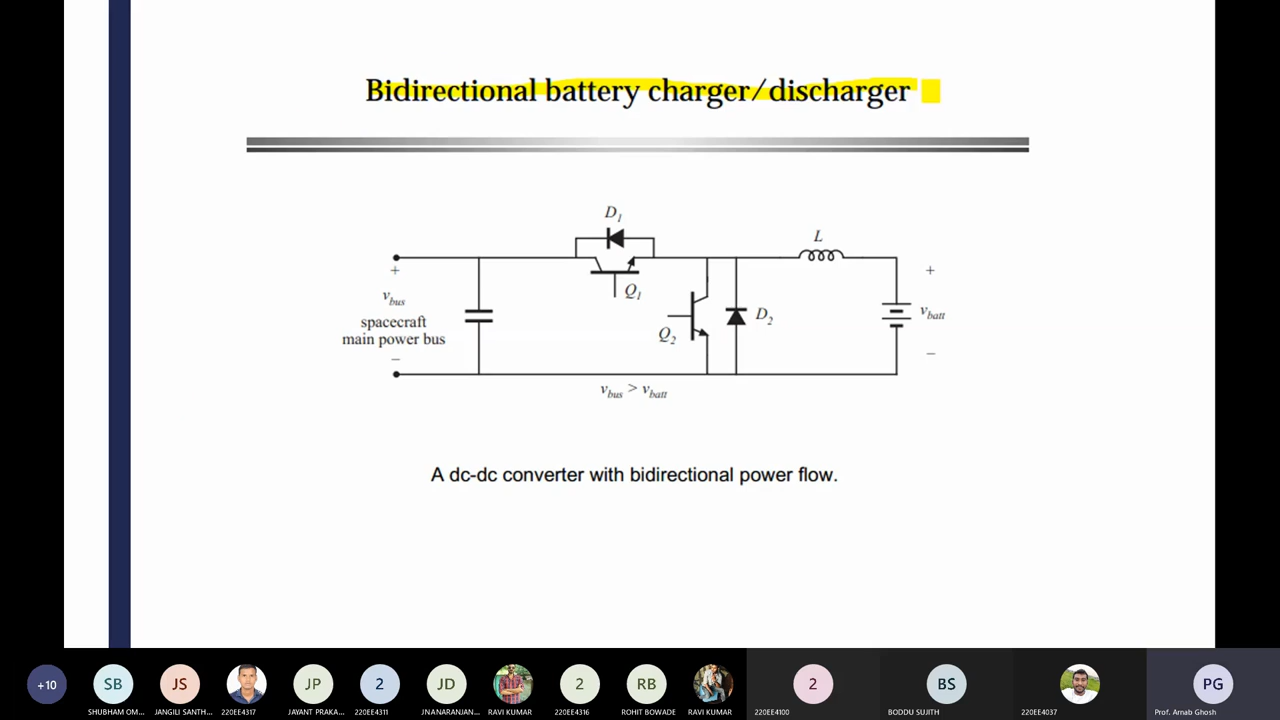 Bidirectional battery charger/discharger
D1
L
+
+
Q1
vbus
D2
vbatt
spacecraft
Q2
main power bus
–
–
vbus > vbatt
A dc-dc converter with bidirectional power flow.
+10
SB
JS
JP
2
JD
2
RB
2
BS
PG
SHUBHAM OM...
JANGILI SANTH...
220EE4317
JAYANT PRAKA...
220EE4311
JNANARANJAN...
RAVI KUMAR
220EE4316
ROHIT BOWADE
RAVI KUMAR
220EE4100
BODDU SUJITH
220EE4037
Prof. Arnab Ghosh